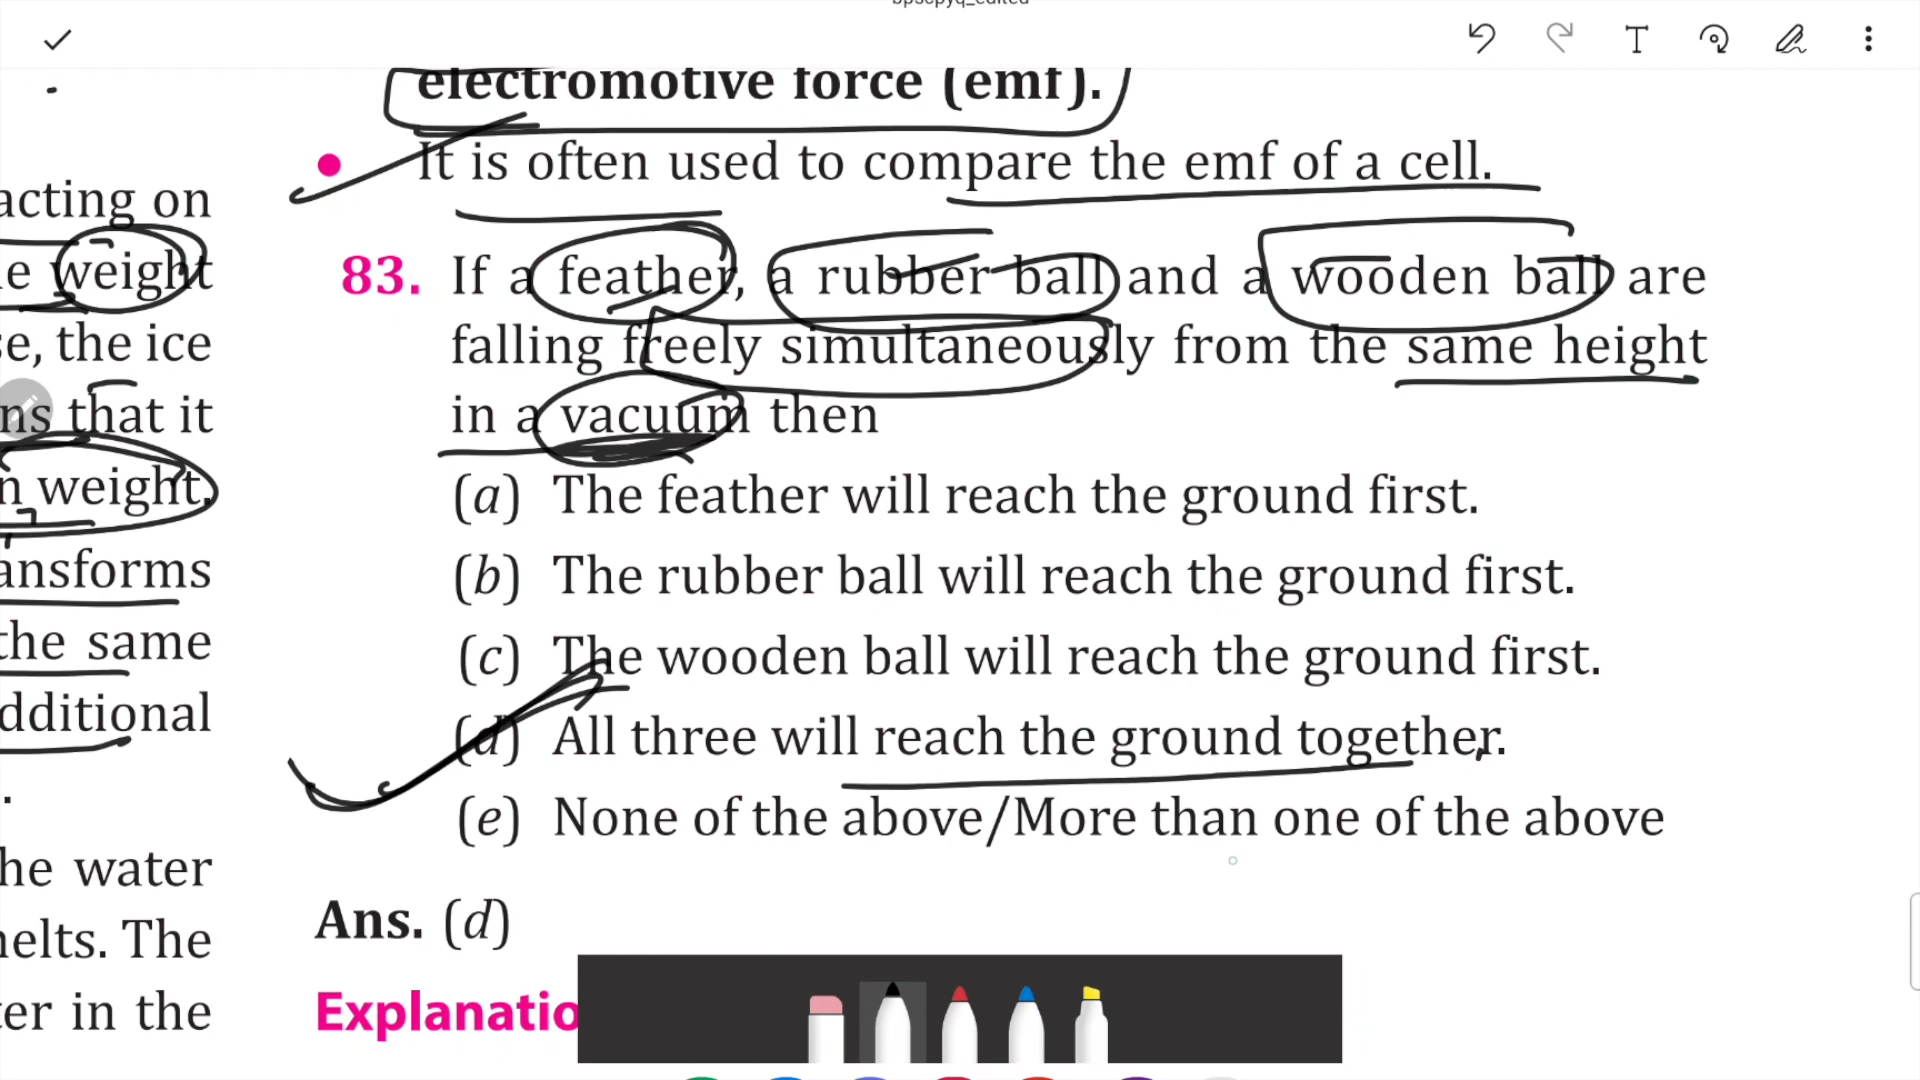 acting on
e weight
se, the ice
ns that it
n weight,
ansforms
the same
dditional
.
he water
nelts. The
ter in the
bpscpyq_edited
electromotive force (emf).
• It is often used to compare the emf of a cell.
83. If a feather, a rubber ball and a wooden ball are
falling freely simultaneously from the same height
in a vacuum then
(a) The feather will reach the ground first.
(b) The rubber ball will reach the ground first.
(c) The wooden ball will reach the ground first.
(d) All three will reach the ground together.
(e) None of the above/More than one of the above
Ans. (d)
Explanatio